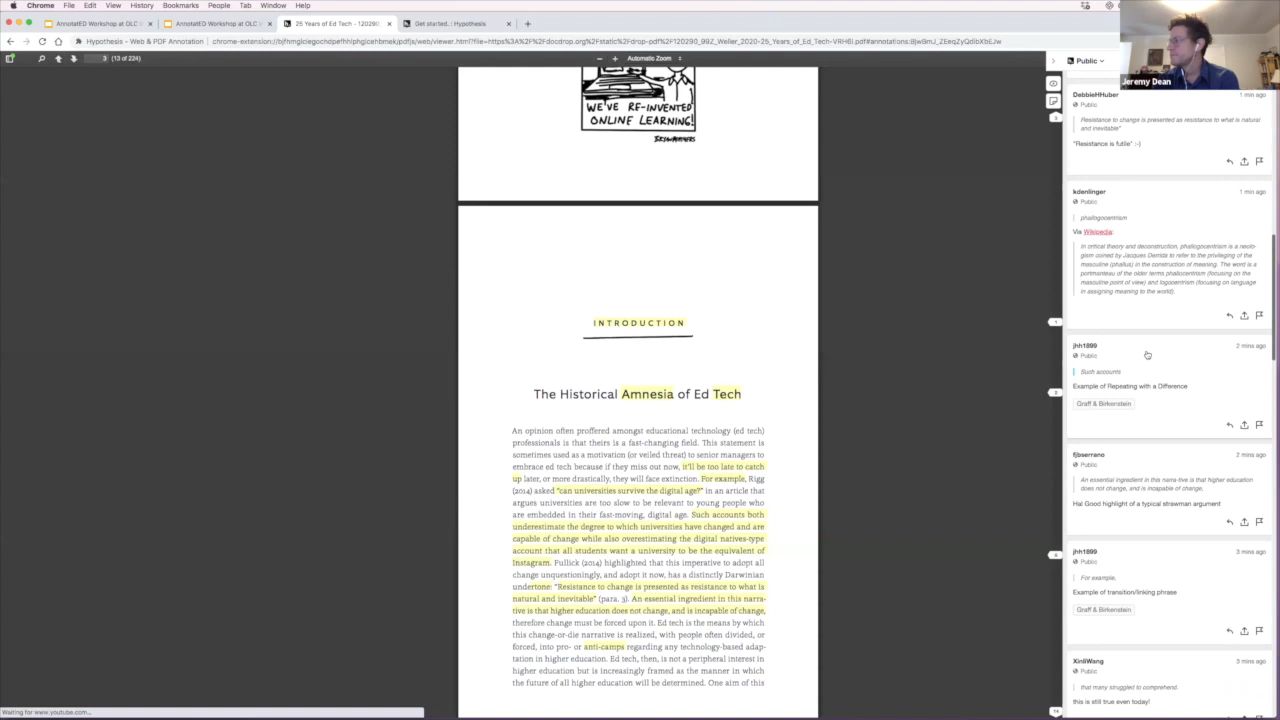 Chrome File Edit View History Bookmarks People Tab Window Help
AnnotatED Workshop at OLC
AnnotatED Workshop at OLC
25 Years of Ed Tech - 120290
Get started. : Hypothesis
Hypothesis - Web & PDF Annotation
3 (13 of 224)
Automatic Zoom
Public
Jeremy Dean
WE'VE RE-INVENTED
ONLINE LEARNING!
INTRODUCTION
The Historical Amnesia of Ed Tech
An opinion often proffered amongst educational technology (ed tech)
professionals is that theirs is a fast-changing field. This statement is
sometimes used as a motivation (or veiled threat) to senior managers to
embrace ed tech because if they miss out now, it'll be too late to catch
up later, or more drastically, they will face extinction. For example, Rigg
(2014) asked "can universities survive the digital age?" in an article that
argues universities are too slow to be relevant to young people who
are embedded in their fast-moving, digital age. Such accounts both
underestimate the degree to which universities have changed and are
capable of change while also overestimating the digital natives-type
account that all students want a university to be the equivalent of
Instagram. Pullick (2014) highlighted that this imperative to adopt all
change unquestioningly, and adopt it now, has a distinctly Darwinian
undertone: "Resistance to change is presented as resistance to what is
natural and inevitable" (para. 3). An essential ingredient in this narra-
tive is that higher education does not change, and is incapable of change,
therefore change must be forced upon it. Ed tech is the means by which
this change-or-die narrative is realized, with people often divided, or
forced, into pro- or anti-camps regarding any technology-based adap-
tation in higher education. Ed tech, then, is not a peripheral interest in
higher education but is increasingly framed as the manner in which
the future of all higher education will be determined. One aim of this
DebbieHHuber 1 min ago
Public
Resistance to change is presented as resistance to what is natural
and inevitable"
"Resistance is futile" :-)
kdenlinger 1 min ago
Public
phallogocentrism
Via Wikipedia:
In critical theory and deconstruction, phallogocentrism is a neolo-
gism coined by Jacques Derrida to refer to the privileging of the
masculine (phallus) in the construction of meaning. The word is a
portmanteau of the older terms phallocentrism (focusing on the
masculine point of view) and logocentrism (focusing on language
in assigning meaning to the world).
jhh1899 2 mins ago
Public
Such accounts
Example of Repeating with a Difference
Graff & Birkenstein
fjbserrano 2 mins ago
Public
An essential ingredient in this narra-tive is that higher education
does not change, and is incapable of change,
Ha! Good highlight of a typical strawman argument
jhh1899 3 mins ago
Public
For example,
Example of transition/linking phrase
Graff & Birkenstein
XinliWang 3 mins ago
Public
that many struggled to comprehend.
this is still true even today!
Waiting for www.youtube.com...